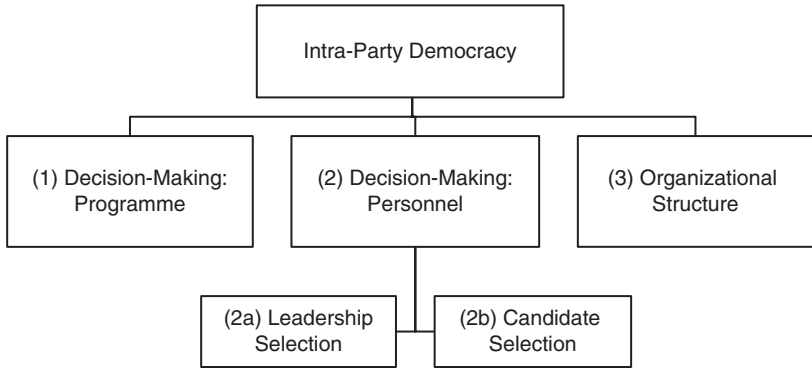 Intra-Party Democracy
(1) Decision-Making:
Programme
(2) Decision-Making:
Personnel
(3) Organizational
Structure
(2a) Leadership
Selection
(2b) Candidate
Selection